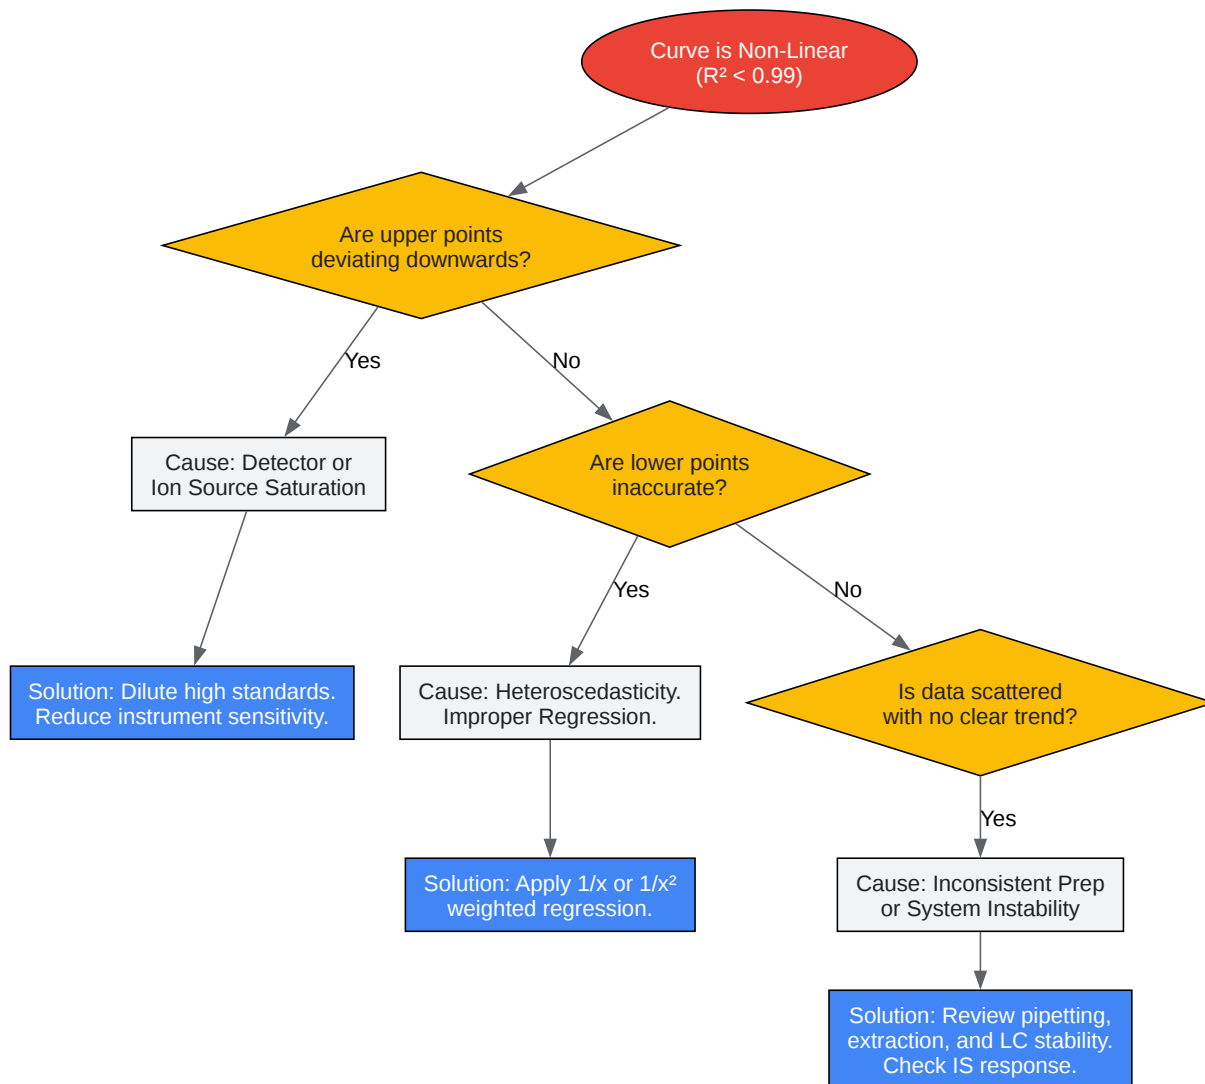 Curve is Non-Linear
(R² < 0.99)
Are upper points
deviating downwards?
Yes
No
Cause: Detector or
Ion Source Saturation
Are lower points
inaccurate?
Yes
No
Solution: Dilute high standards.
Reduce instrument sensitivity.
Cause: Heteroscedasticity.
Improper Regression.
Is data scattered
with no clear trend?
Yes
Solution: Apply 1/x or 1/x²
weighted regression.
Cause: Inconsistent Prep
or System Instability
Solution: Review pipetting,
extraction, and LC stability.
Check IS response.